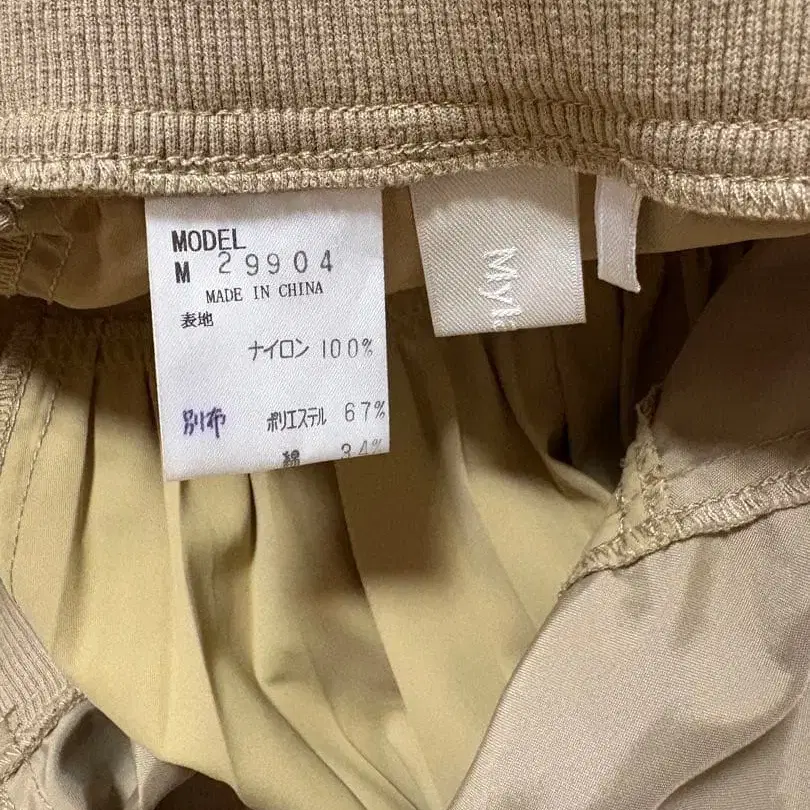 MODEL
M 29904
MADE IN CHINA
表地
ナイロン 100%
別布 ポリエステル 67%
綿 34%